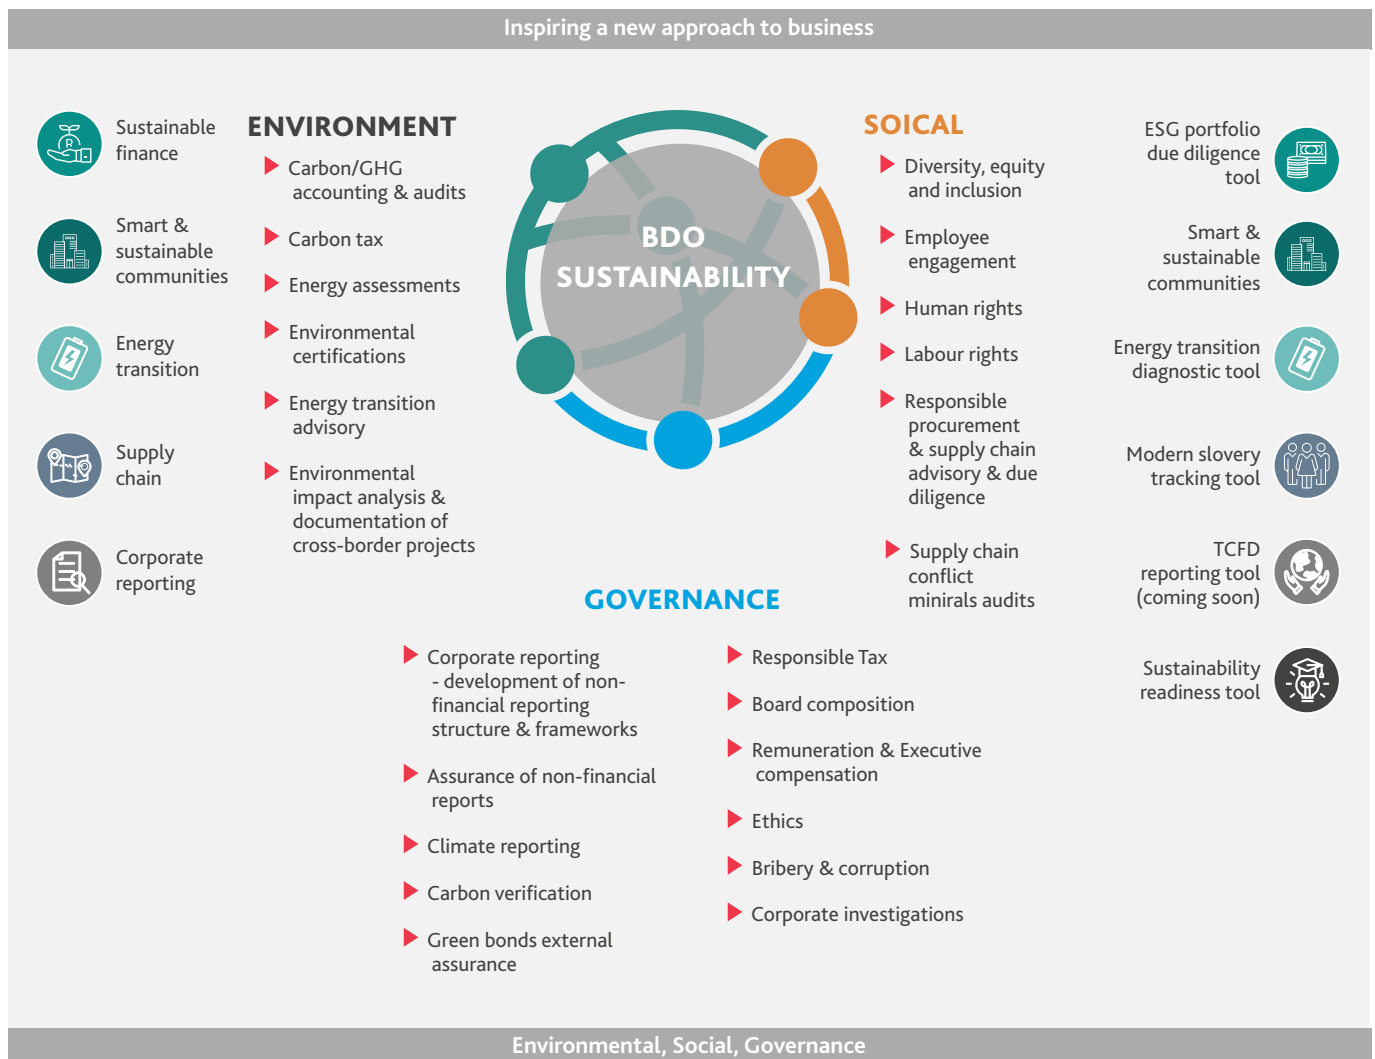 Inspiring a new approach to business
Sustainable
finance
Smart &
sustainable
communities
Energy
transition
Supply
chain
Corporate
reporting
ENVIRONMENT
Carbon/GHG
accounting & audits
Carbon tax
Energy assessments
Environmental
certifications
Energy transition
advisory
Environmental
impact analysis &
documentation of
cross-border projects
BDO
SUSTAINABILITY
SOICAL
Diversity, equity
and inclusion
Employee
engagement
Human rights
Labour rights
Responsible
procurement
& supply chain
advisory & due
diligence
Supply chain
conflict
minirals audits
ESG portfolio
due diligence
tool
Smart &
sustainable
communities
Energy transition
diagnostic tool
Modern slovery
tracking tool
TCFD
reporting tool
(coming soon)
Sustainability
readiness tool
GOVERNANCE
Corporate reporting
- development of non-
financial reporting
structure & frameworks
Assurance of non-financial
reports
Climate reporting
Carbon verification
Green bonds external
assurance
Responsible Tax
Board composition
Remuneration & Executive
compensation
Ethics
Bribery & corruption
Corporate investigations
Environmental, Social, Governance